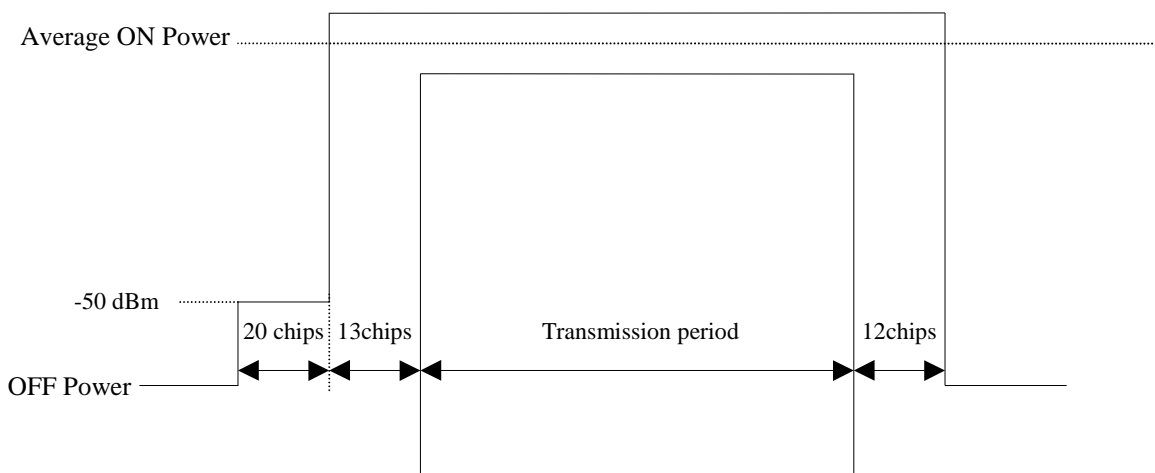 Average ON Power
-50 dBm
20 chips 13chips Transmission period 12chips
OFF Power